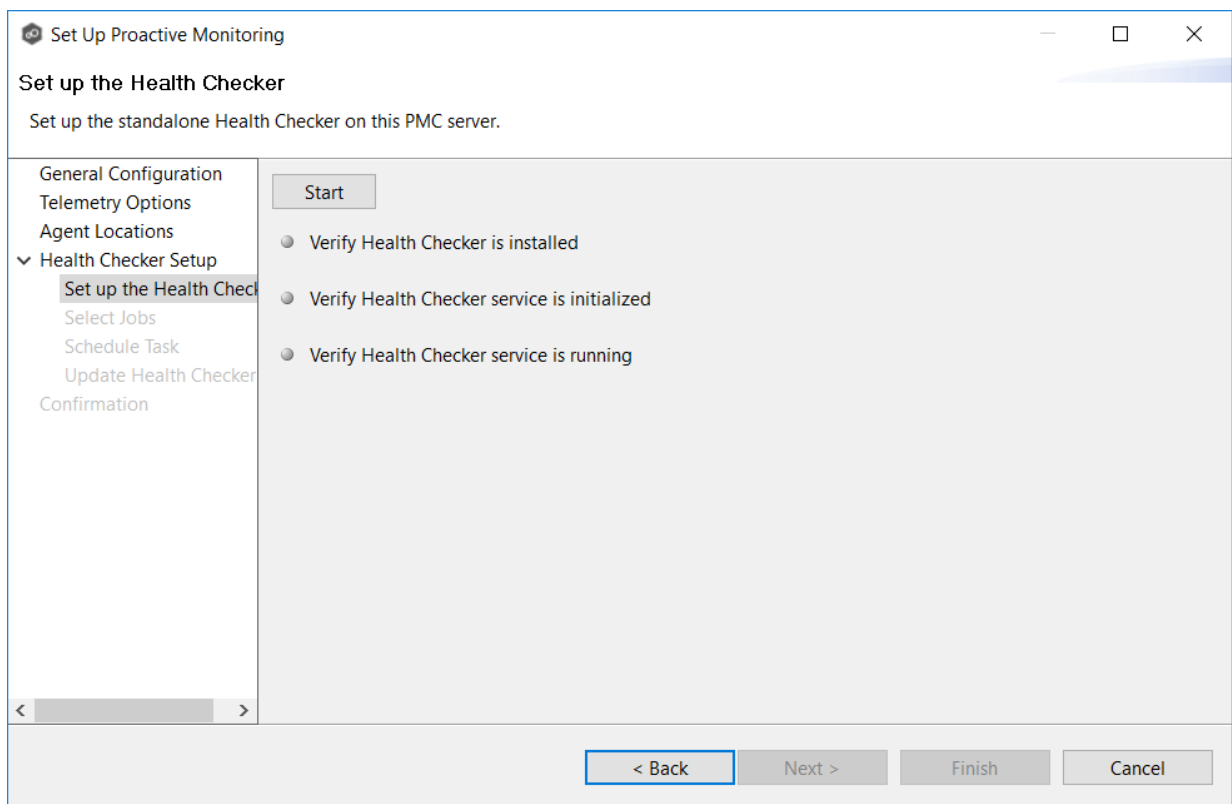 Set Up Proactive Monitoring
Set up the Health Checker
Set up the standalone Health Checker on this PMC server.
General Configuration
Telemetry Options
Agent Locations
Health Checker Setup
Set up the Health Check
Select Jobs
Schedule Task
Update Health Checker
Confirmation
Start
Verify Health Checker is installed
Verify Health Checker service is initialized
Verify Health Checker service is running
< Back
Next >
Finish
Cancel